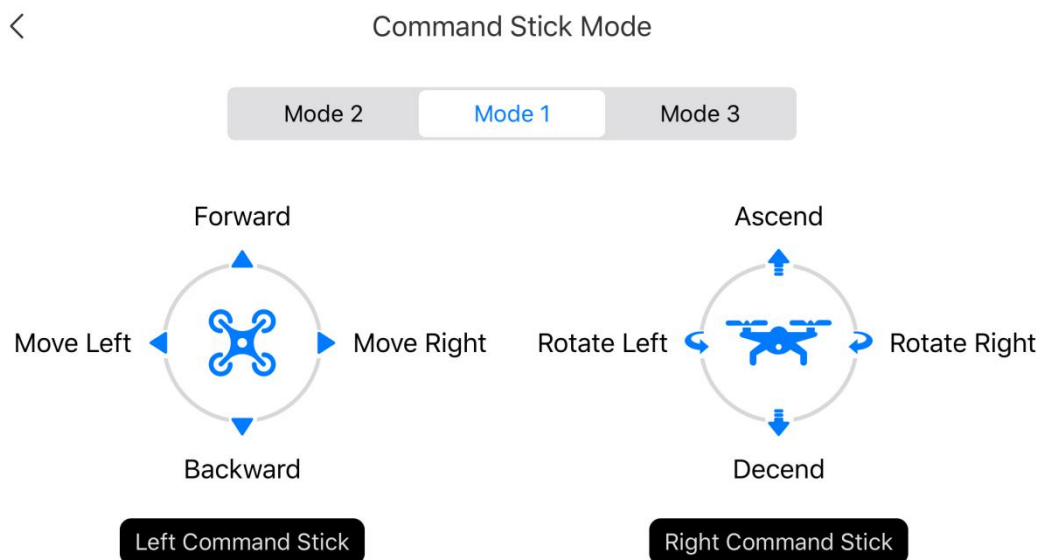 Command Stick Mode
Mode 2 Mode 1 Mode 3
Forward Ascend
Move Left Move Right Rotate Left Rotate Right
Backward Decend
Left Command Stick Right Command Stick